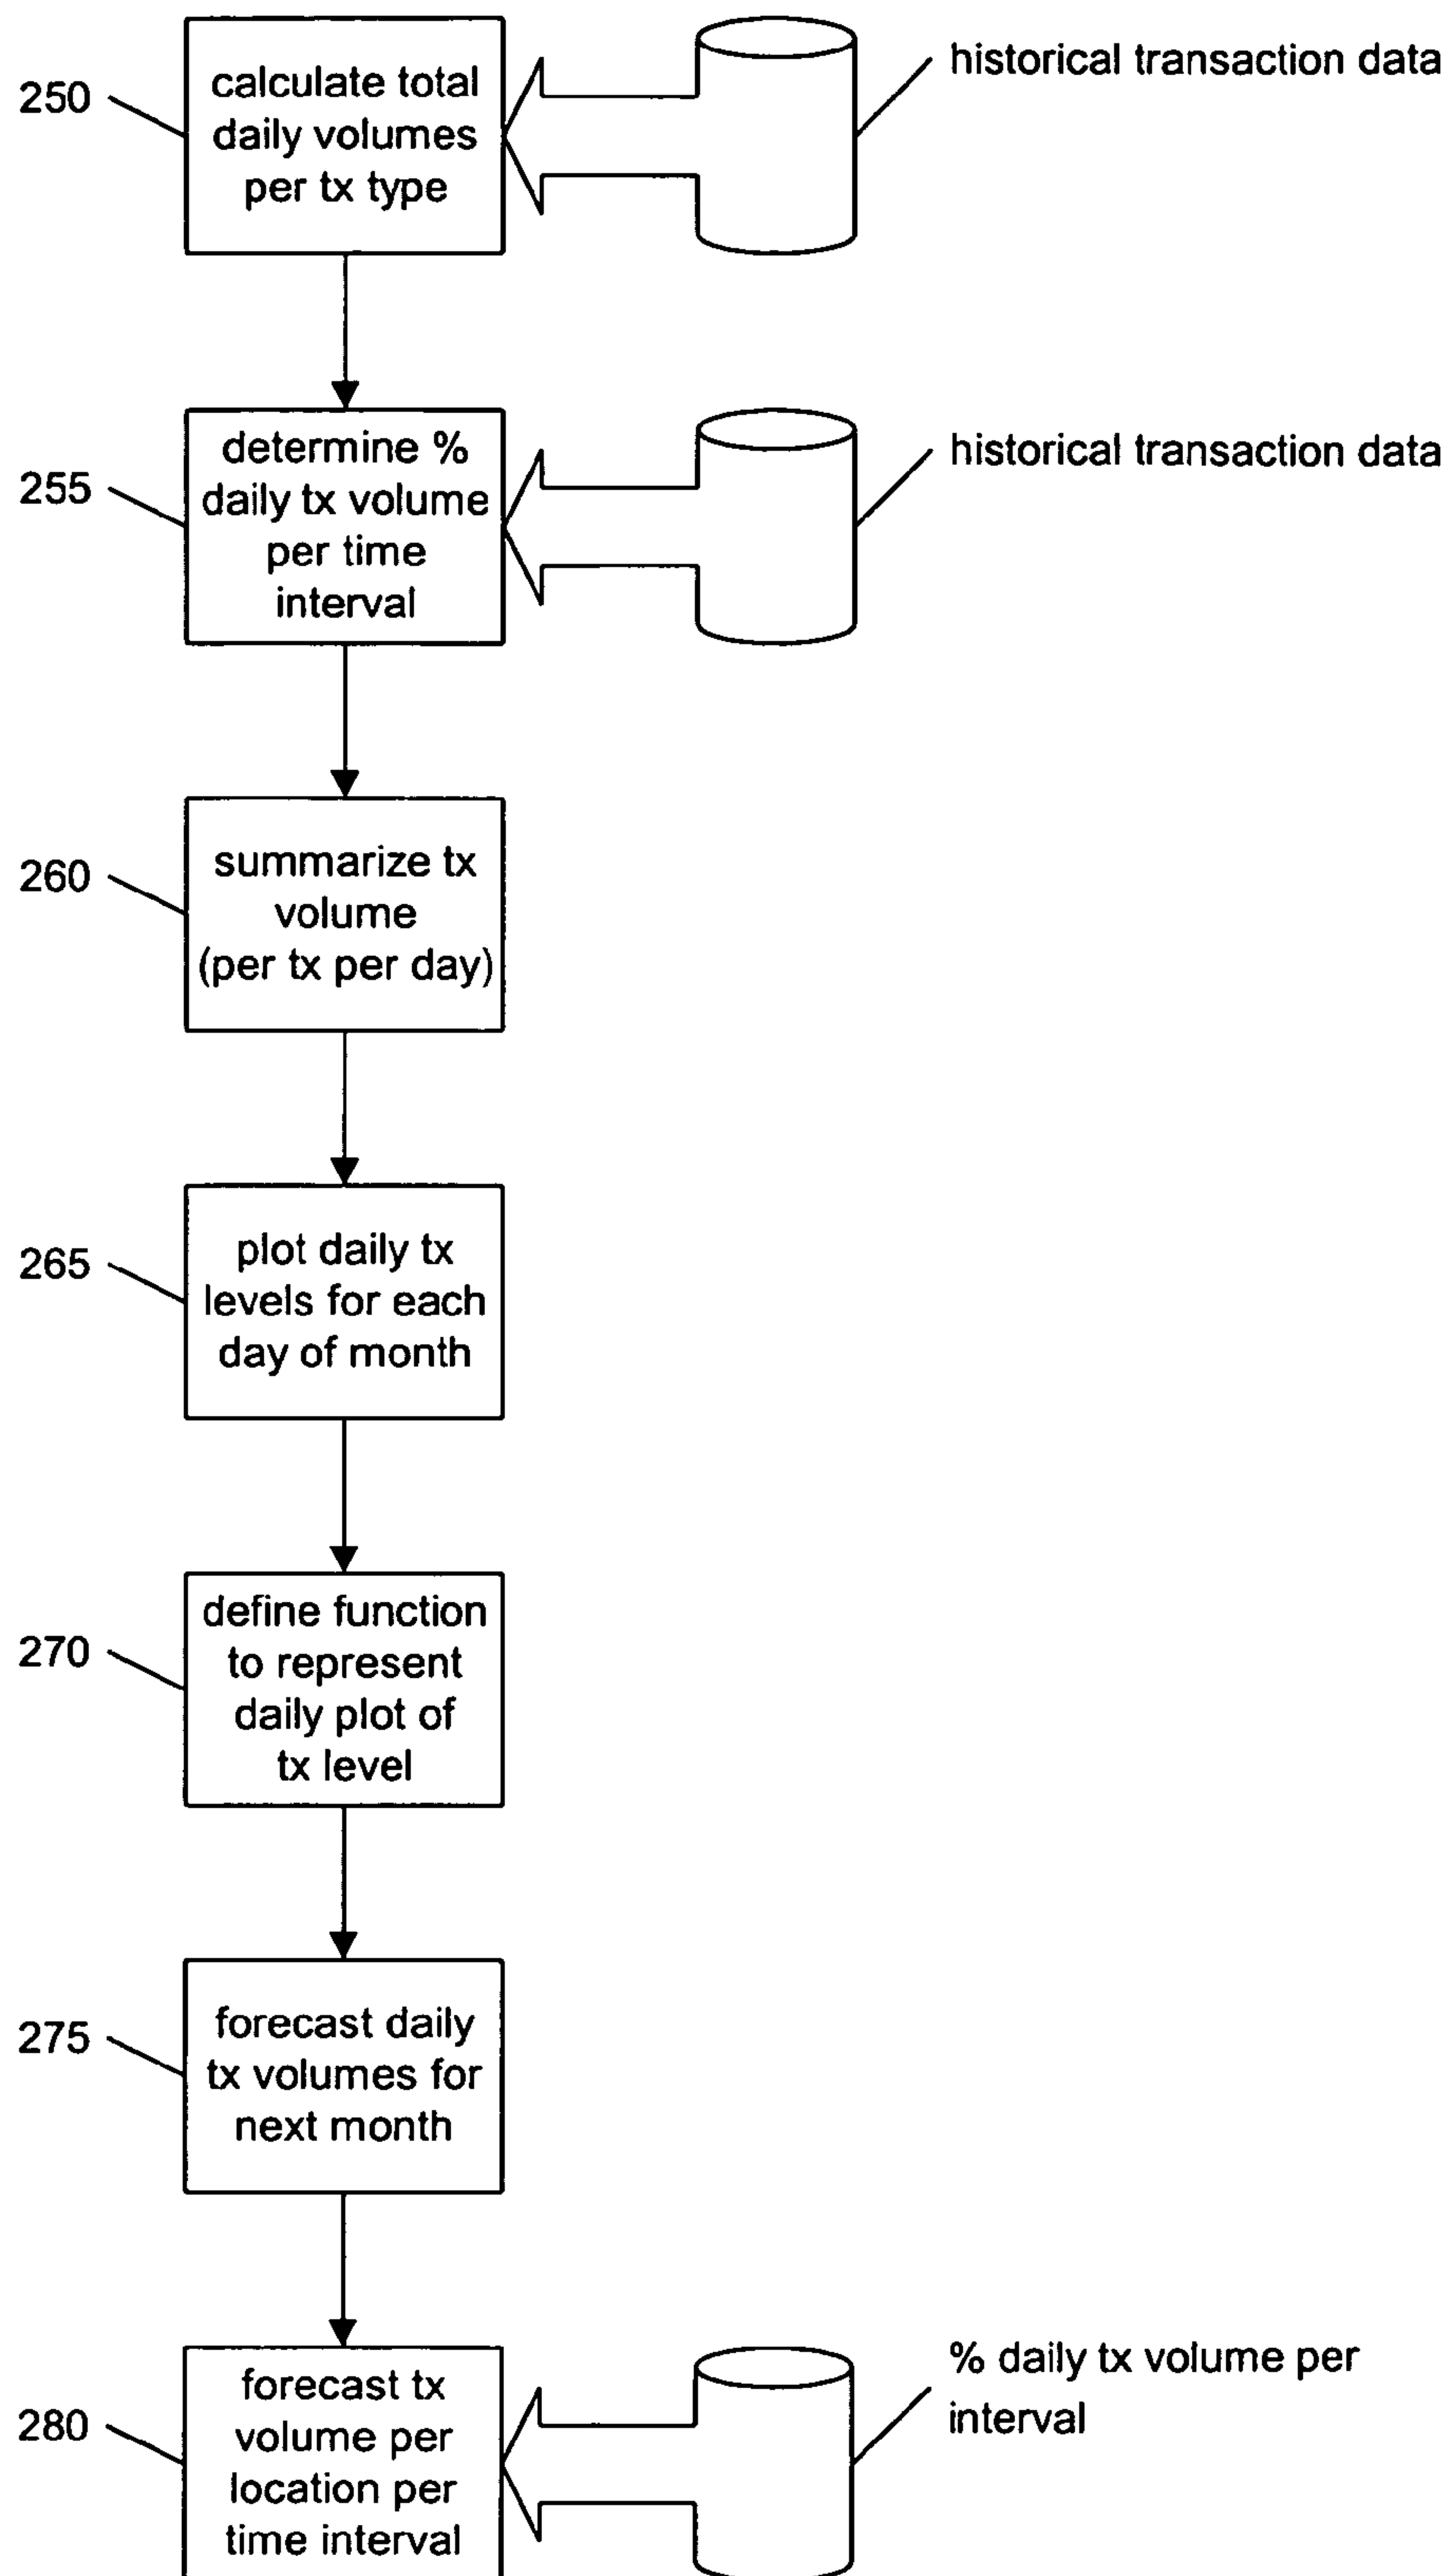 250
calculate total
daily volumes
per tx type
historical transaction data
255
determine %
daily tx volume
per time
interval
historical transaction data
260
summarize tx
volume
(per tx per day)
265
plot daily tx
levels for each
day of month
270
define function
to represent
daily plot of
tx level
275
forecast daily
tx volumes for
next month
280
forecast tx
volume per
location per
time interval
% daily tx volume per
interval